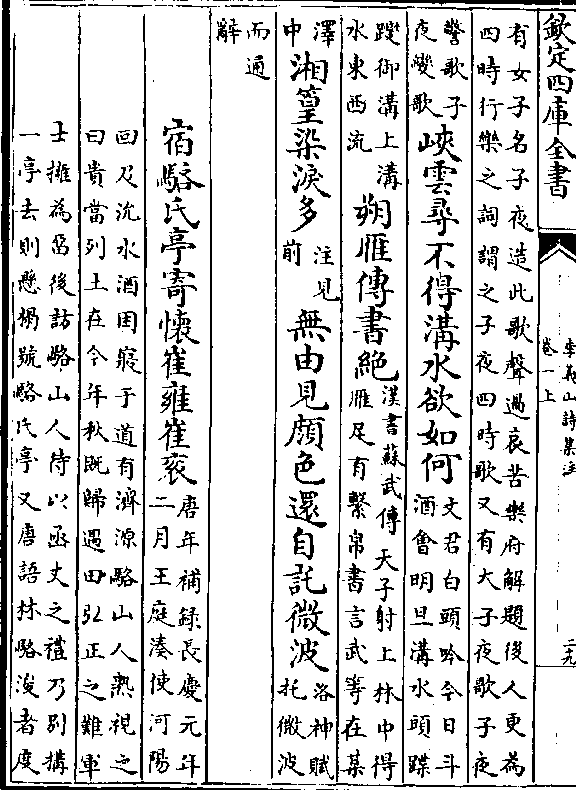 欽定四庫全書
李義山詩集注
卷一上
二九
有女子名子夜造此歌聲過哀苦樂府解題後人更為
四時行樂之詞謂之子夜四時歌又有大子夜歌子夜
警歌子
夜變歌
峽雲尋不得溝水欲如何
文君白頭吟今日斗
酒會明旦溝水頭蹀
躞御溝上溝
水東西流
朔雁傳書絶
漢書蘇武傳天子射上林中得
雁足有繫帛書言武等在某
澤
中
湘篁染淚多
注見
前
無由見顔色還自託微波
洛神賦
托微波
而通
辭
宿駱氏亭寄懷崔雍崔衮
唐年補録長慶元年
二月王庭湊使河陽
回及沇水酒困寢于道有濟源駱山人熟視之
曰貴當列土在今年秋既歸遇田弘正之難軍
士擁為留後訪駱山人待以函丈之禮乃别構
一亭去則懸榻號駱氏亭又唐語林駱浚者度